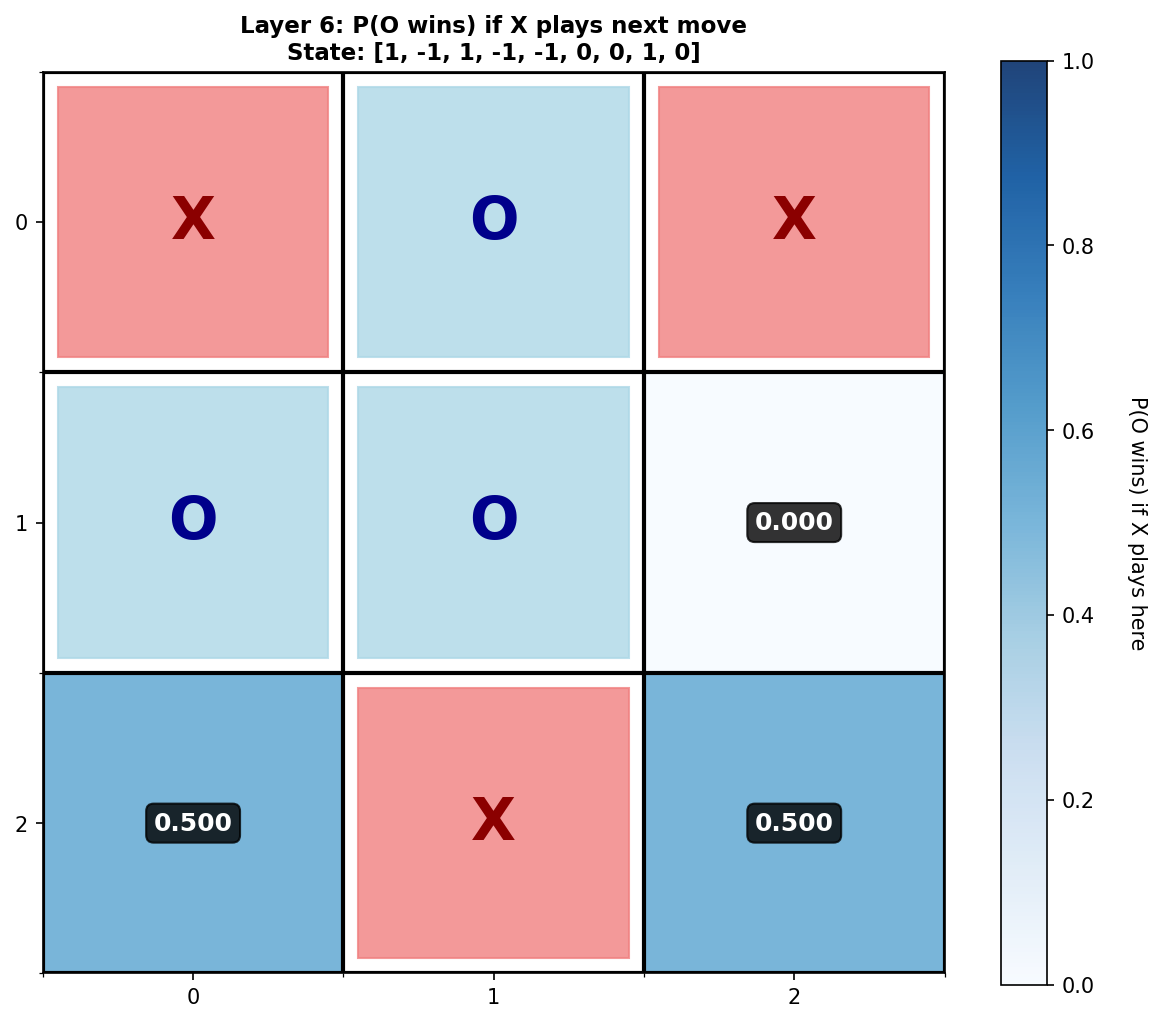 Layer 6: P(O wins) if X plays next move
State: [1, -1, 1, -1, -1, 0, 0, 1, 0]
X
O
X
O
O
0.000
0.500
X
0.500
0
1
2
0
1
2
1.0
0.8
0.6
0.4
0.2
0.0
P(O wins) if X plays here